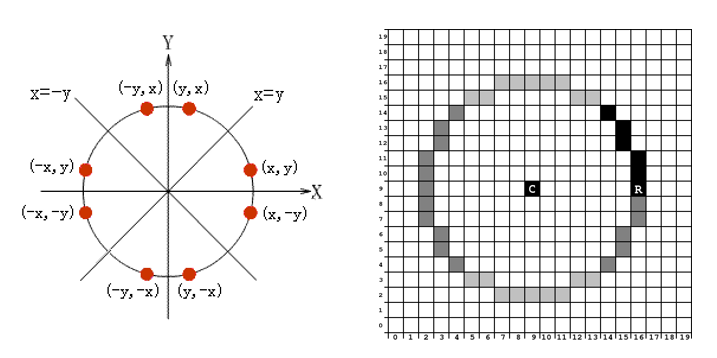 Y
(-y,x) (y,x)
x=-y
x=y
(-x,y)
(x,y)
X
(-x,-y)
(x,-y)
(-y,-x)
(y,-x)
19
18
17
16
15
14
13
12
11
10
9
8
7
6
5
4
3
2
1
0
C
R
0 1 2 3 4 5 6 7 8 9 10 11 12 13 14 15 16 17 18 19